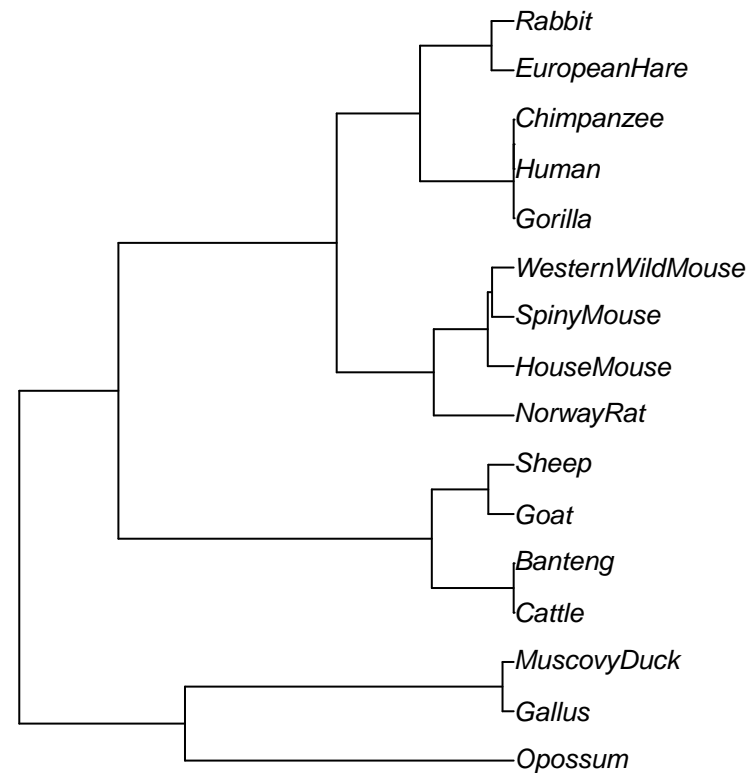 Rabbit
EuropeanHare
Chimpanzee
Human
Gorilla
WesternWildMouse
SpinyMouse
HouseMouse
NorwayRat
Sheep
Goat
Banteng
Cattle
MuscovyDuck
Gallus
Opossum